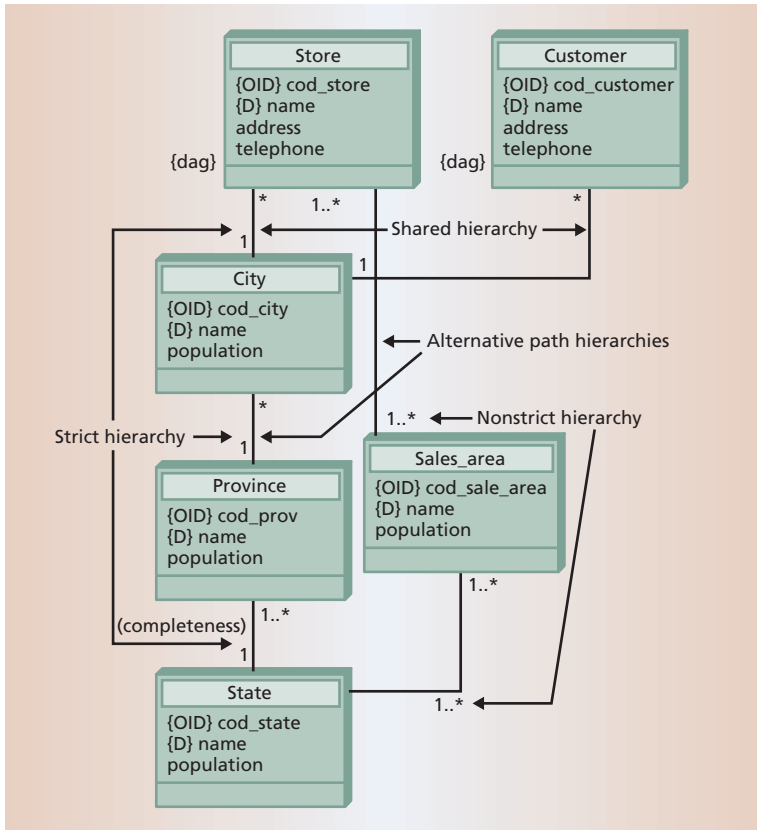 Store
{OID} cod_store
{D} name
address
telephone
Customer
{OID} cod_customer
{D} name
address
telephone
{dag}
{dag}
*
1..*
*
Shared hierarchy
1
1
City
{OID} cod_city
{D} name
population
Alternative path hierarchies
*
1..*
Nonstrict hierarchy
Strict hierarchy
1
Province
{OID} cod_prov
{D} name
population
Sales_area
{OID} cod_sale_area
{D} name
population
1..*
1..*
(completeness)
1
State
{OID} cod_state
{D} name
population
1..*